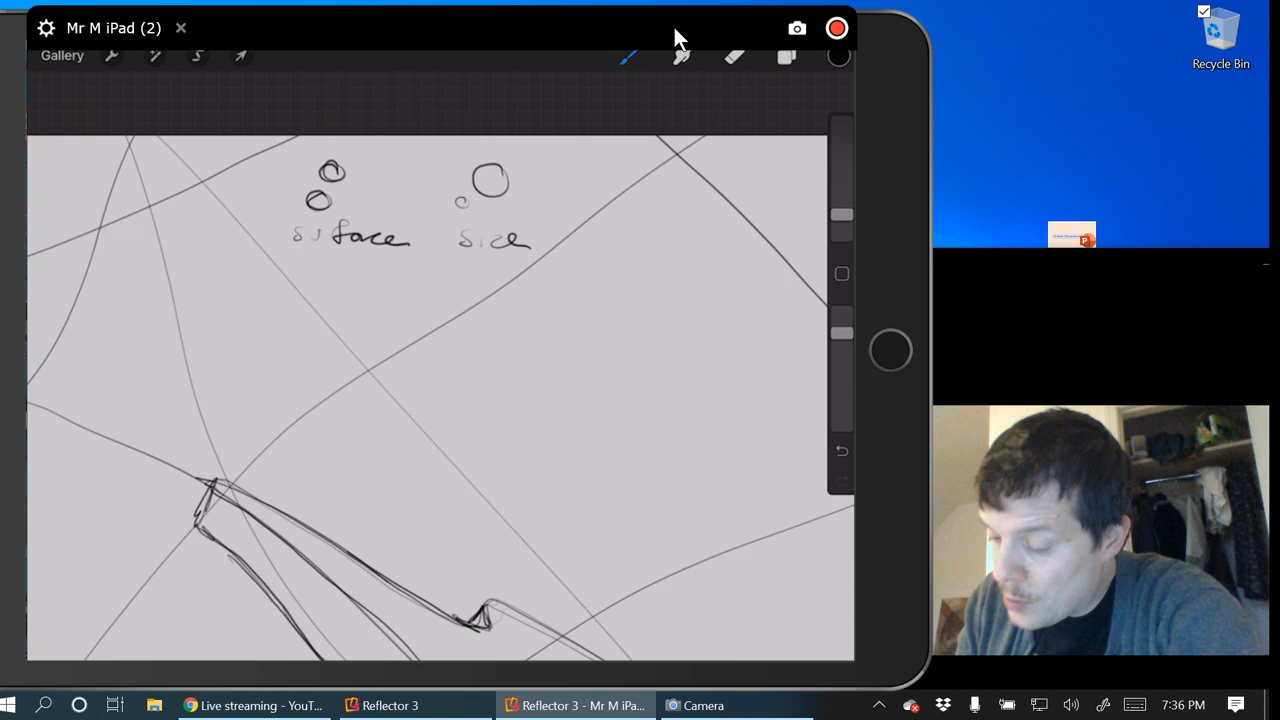 Mr M iPad (2)
Recycle Bin
Gallery
surface size
Live streaming - YouT...
Reflector 3
Reflector 3 - Mr M iPa...
Camera
7:36 PM